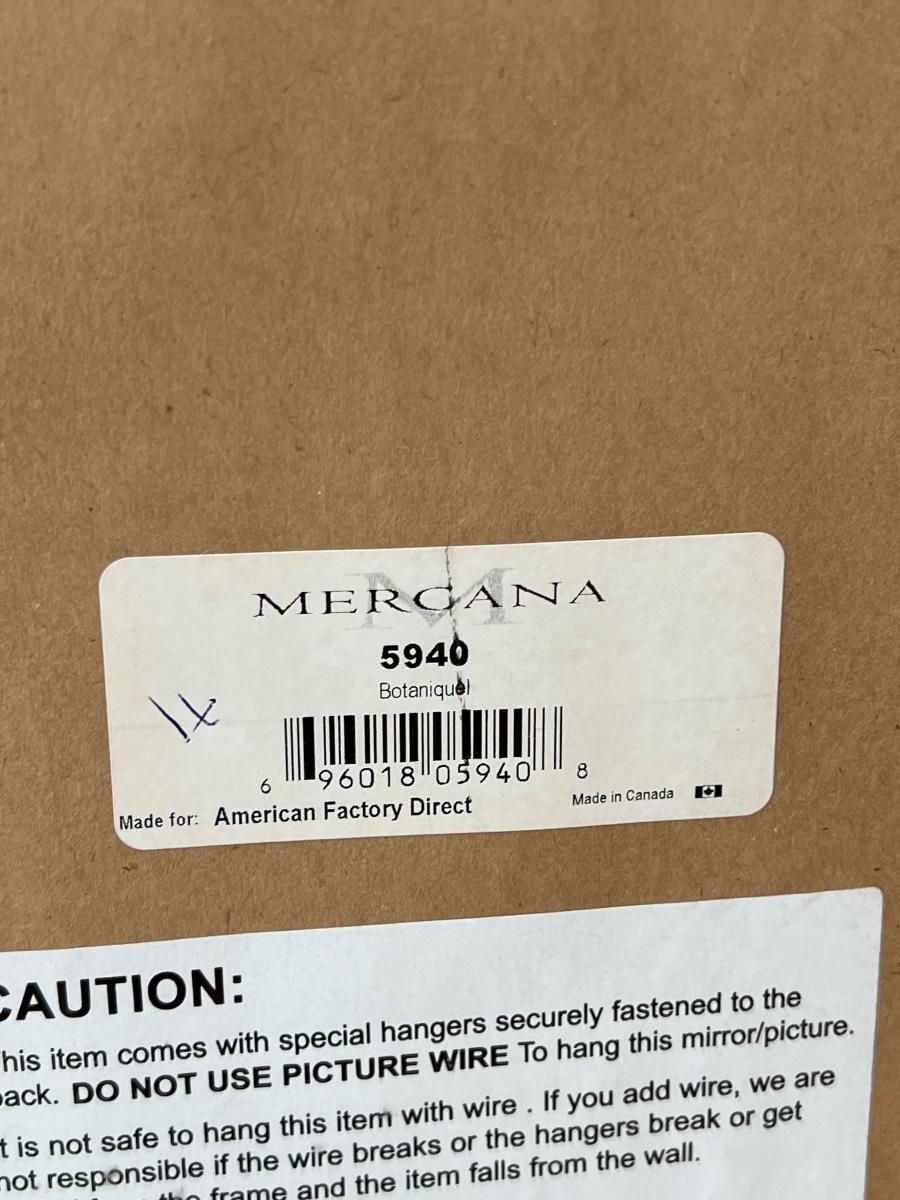 MERCANA
5940
BotaniqueI
1x
6 96018 05940 8
Made for: American Factory Direct
Made in Canada
CAUTION:
his item comes with special hangers securely fastened to the
ack. DO NOT USE PICTURE WIRE To hang this mirror/picture.
t is not safe to hang this item with wire . If you add wire, we are
not responsible if the wire breaks or the hangers break or get
frame and the item falls from the wall.